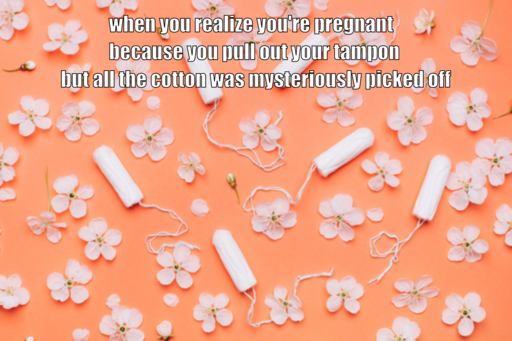 when you realize you're pregnant
because you pull out your tampon
but all the cotton was mysteriously picked off